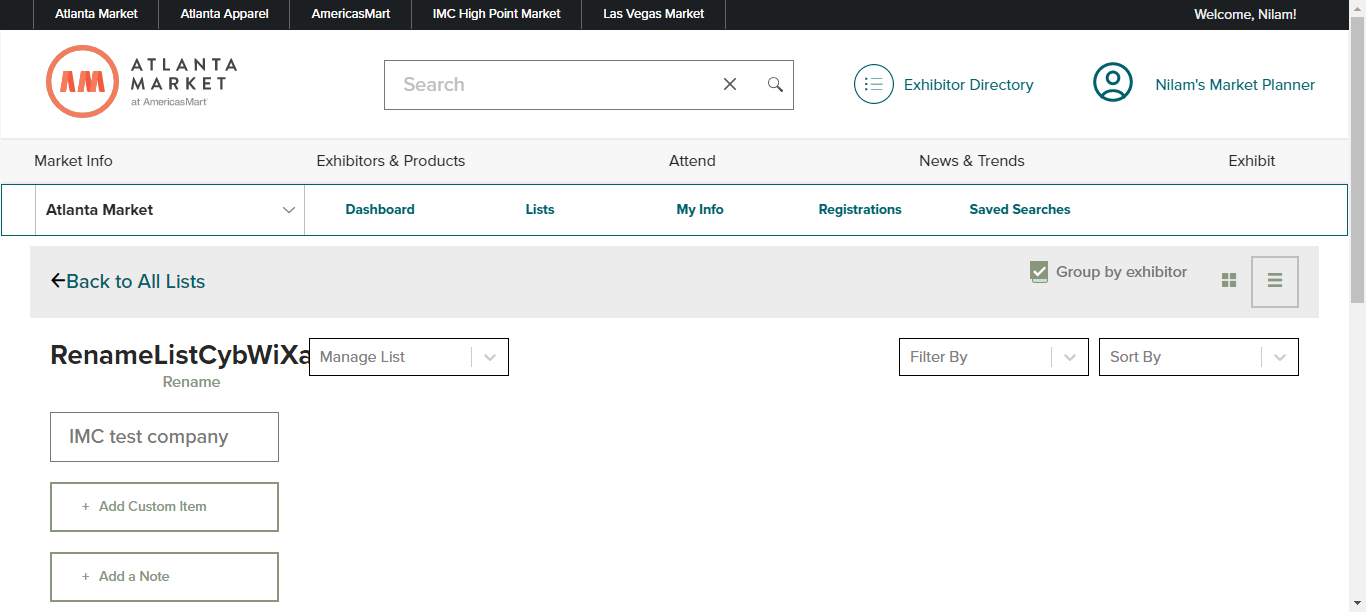 Atlanta Market Atlanta Apparel AmericasMart IMC High Point Market Las Vegas Market Welcome, Nilam!
ATLANTA
MARKET
at AmericasMart
Search
Exhibitor Directory
Nilam's Market Planner
Market Info Exhibitors & Products Attend News & Trends Exhibit
Atlanta Market Dashboard Lists My Info Registrations Saved Searches
Back to All Lists Group by exhibitor
RenameListCybWiXa Manage List Filter By Sort By
Rename
IMC test company
+ Add Custom Item
+ Add a Note